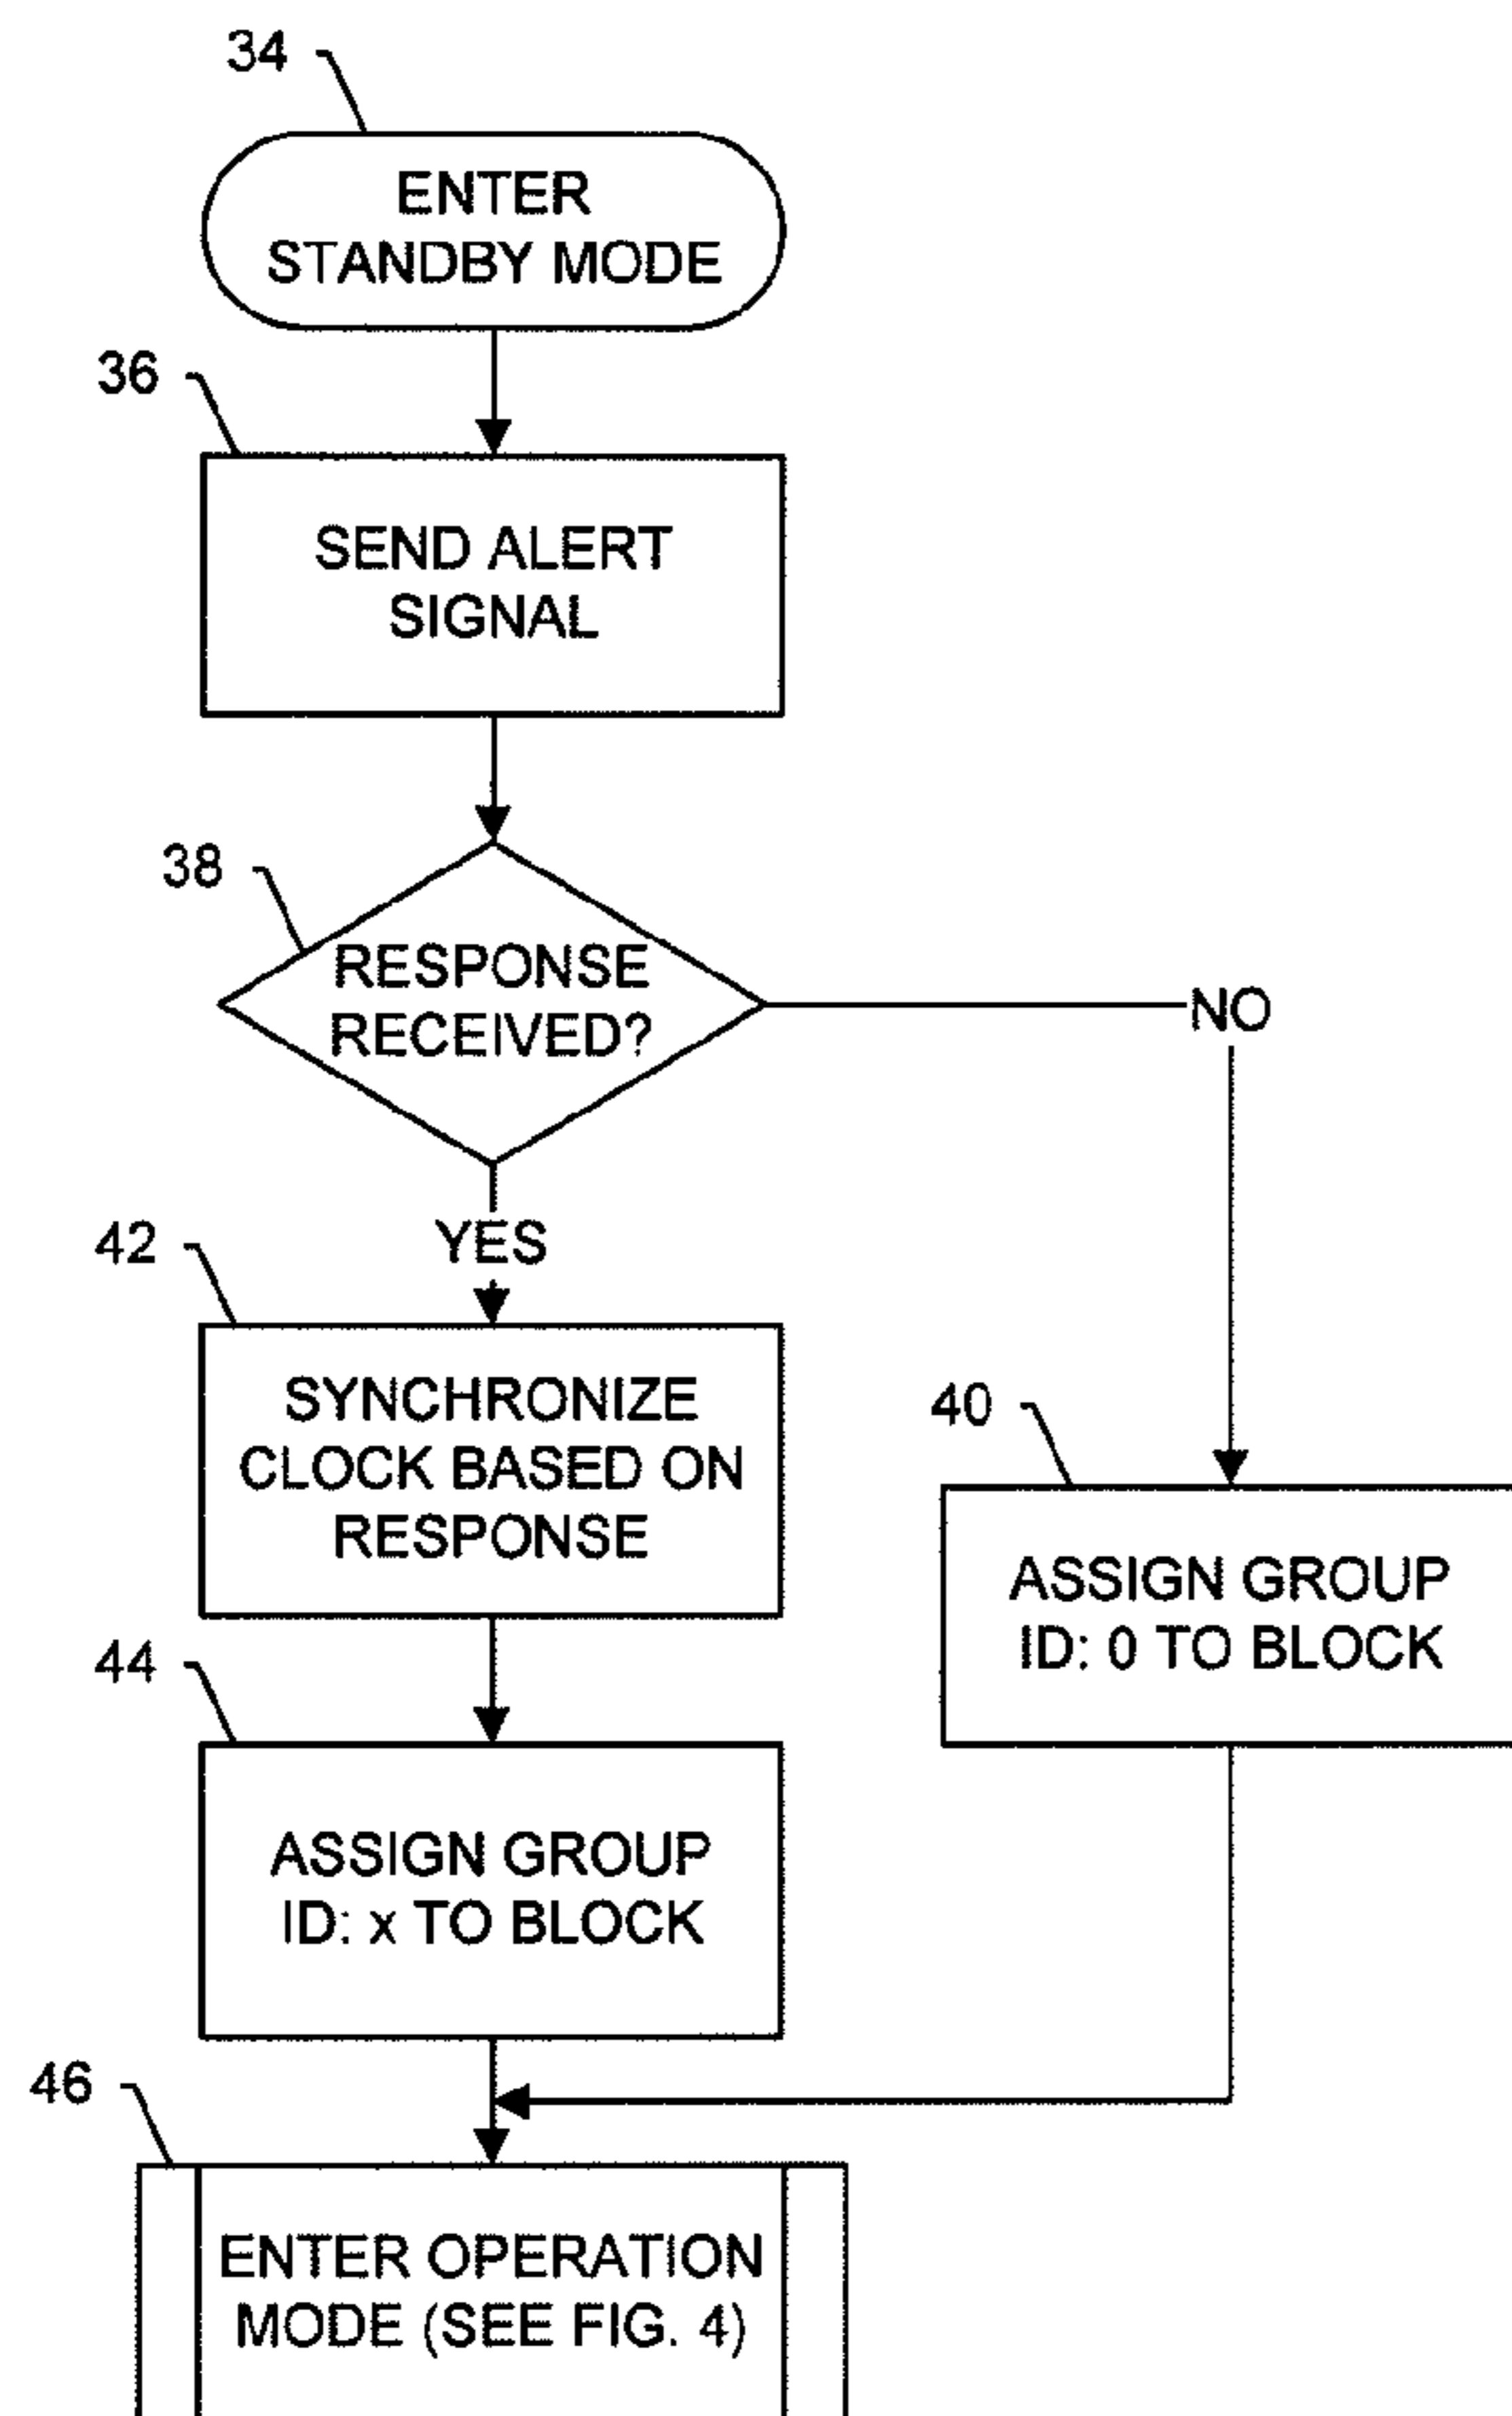 34
ENTER
STANDBY MODE
36
SEND ALERT
SIGNAL
38
RESPONSE
RECEIVED?
NO
YES
42
SYNCHRONIZE
CLOCK BASED ON
RESPONSE
40
ASSIGN GROUP
ID: 0 TO BLOCK
44
ASSIGN GROUP
ID: x TO BLOCK
46
ENTER OPERATION
MODE (SEE FIG. 4)